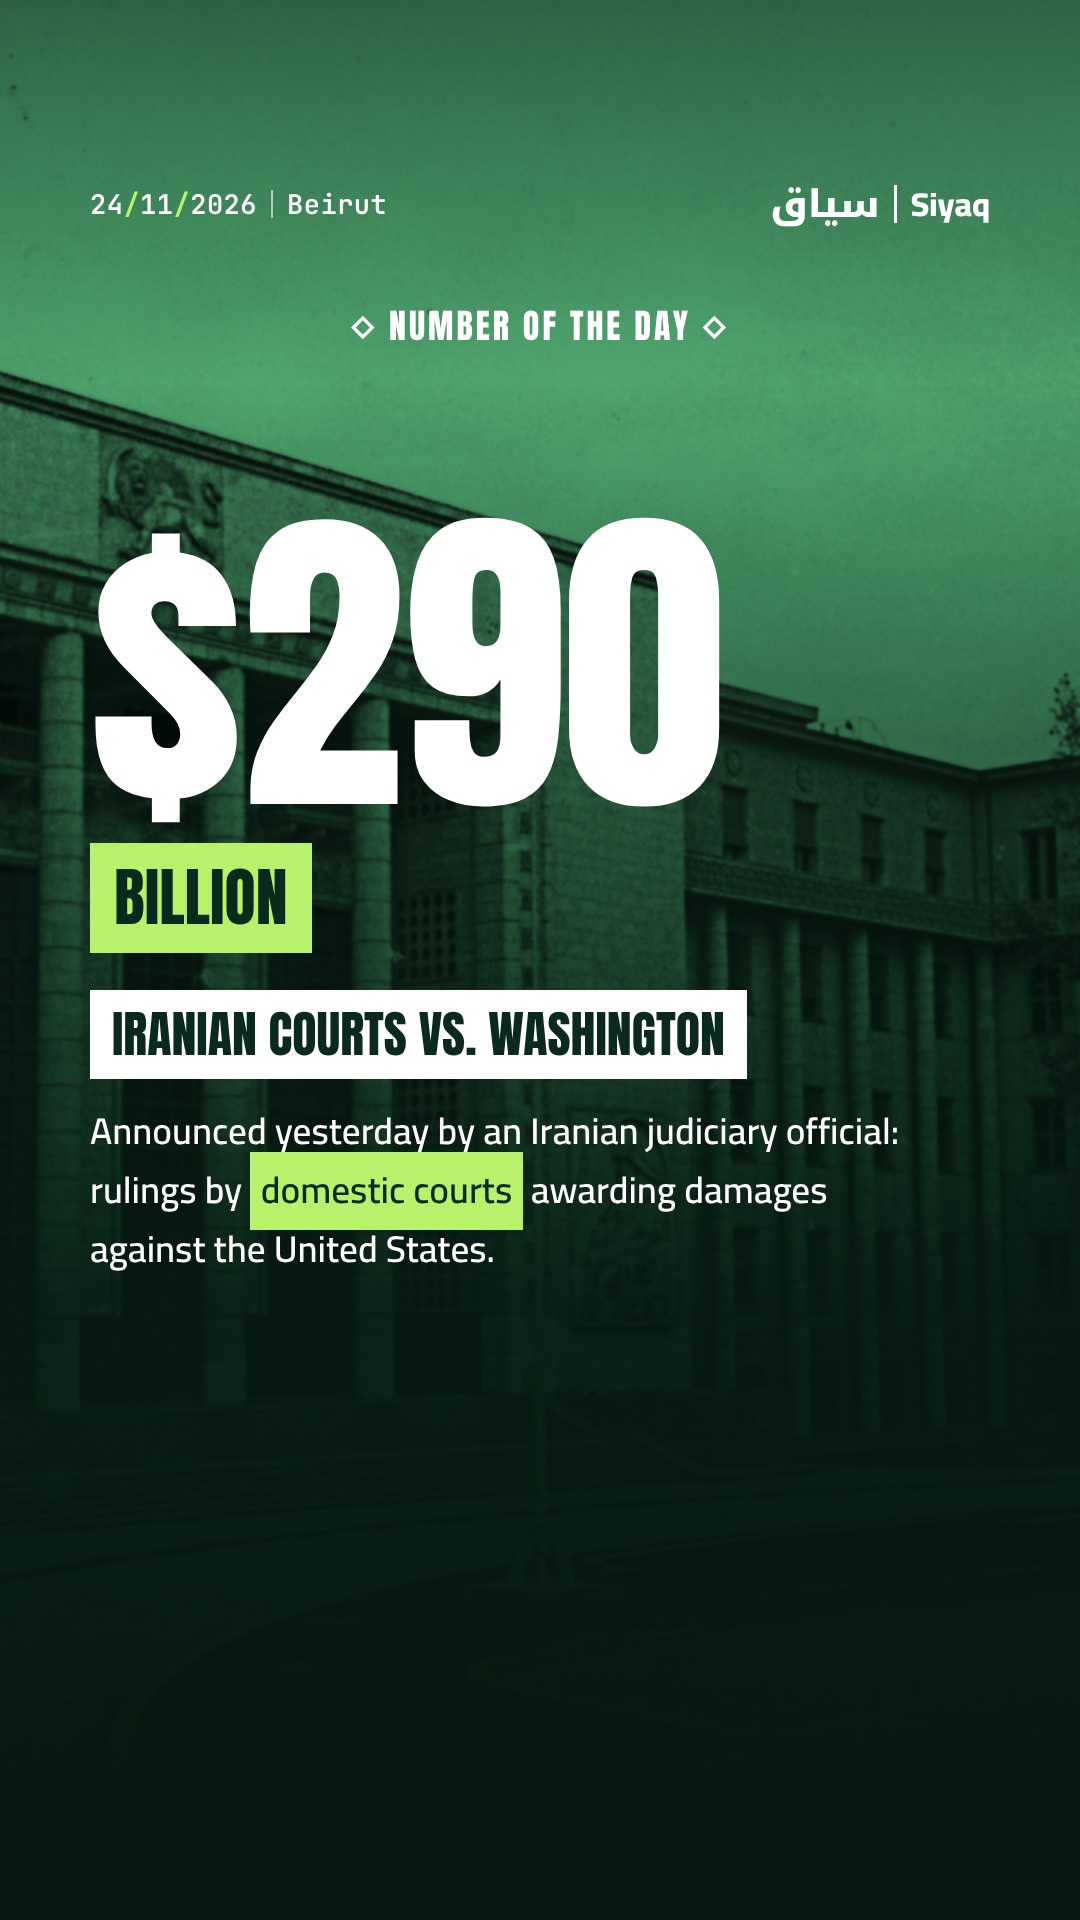 24/11/2026 | Beirut
سياق | Siyaq
NUMBER OF THE DAY
$290
BILLION
IRANIAN COURTS VS. WASHINGTON
Announced yesterday by an Iranian judiciary official:
rulings by domestic courts awarding damages
against the United States.